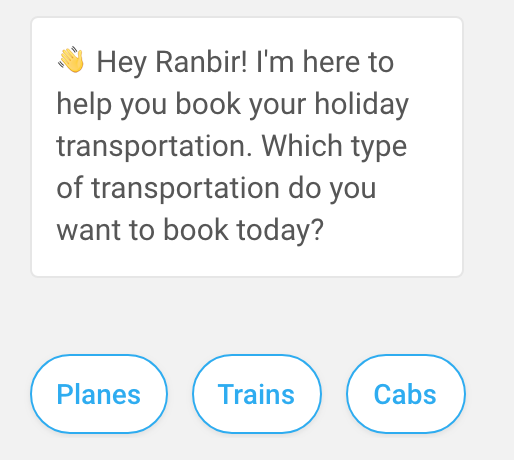 👋 Hey Ranbir! I'm here to
help you book your holiday
transportation. Which type
of transportation do you
want to book today?
Planes Trains Cabs